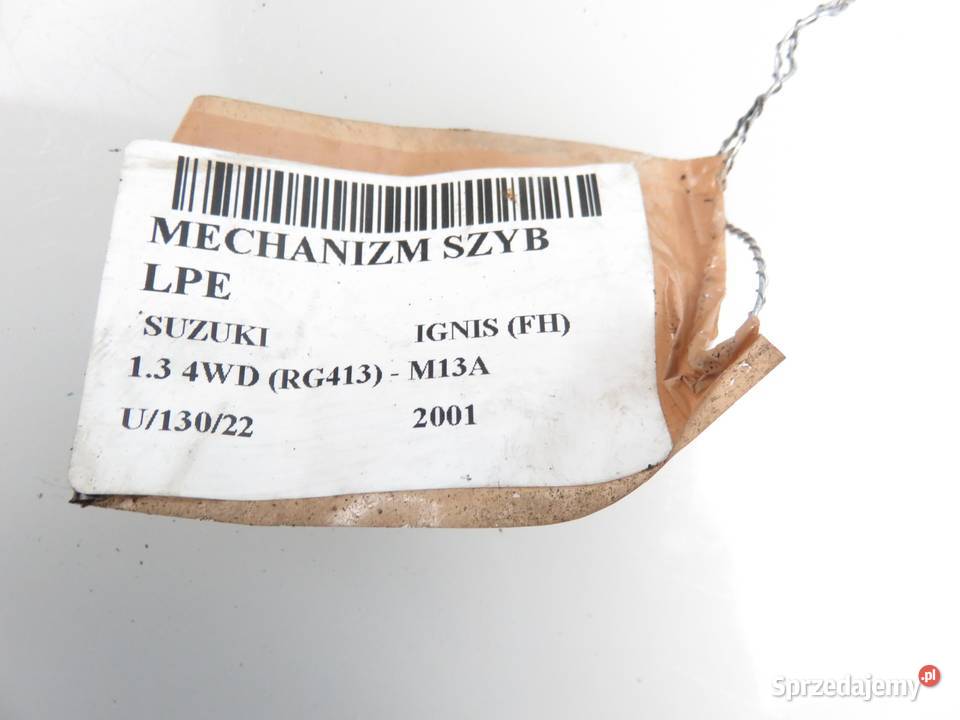 MECHANIZM SZYB
LPE
SUZUKI IGNIS (FH)
1.3 4WD (RG413) - M13A
U/130/22 2001
Sprzedajemy.pl